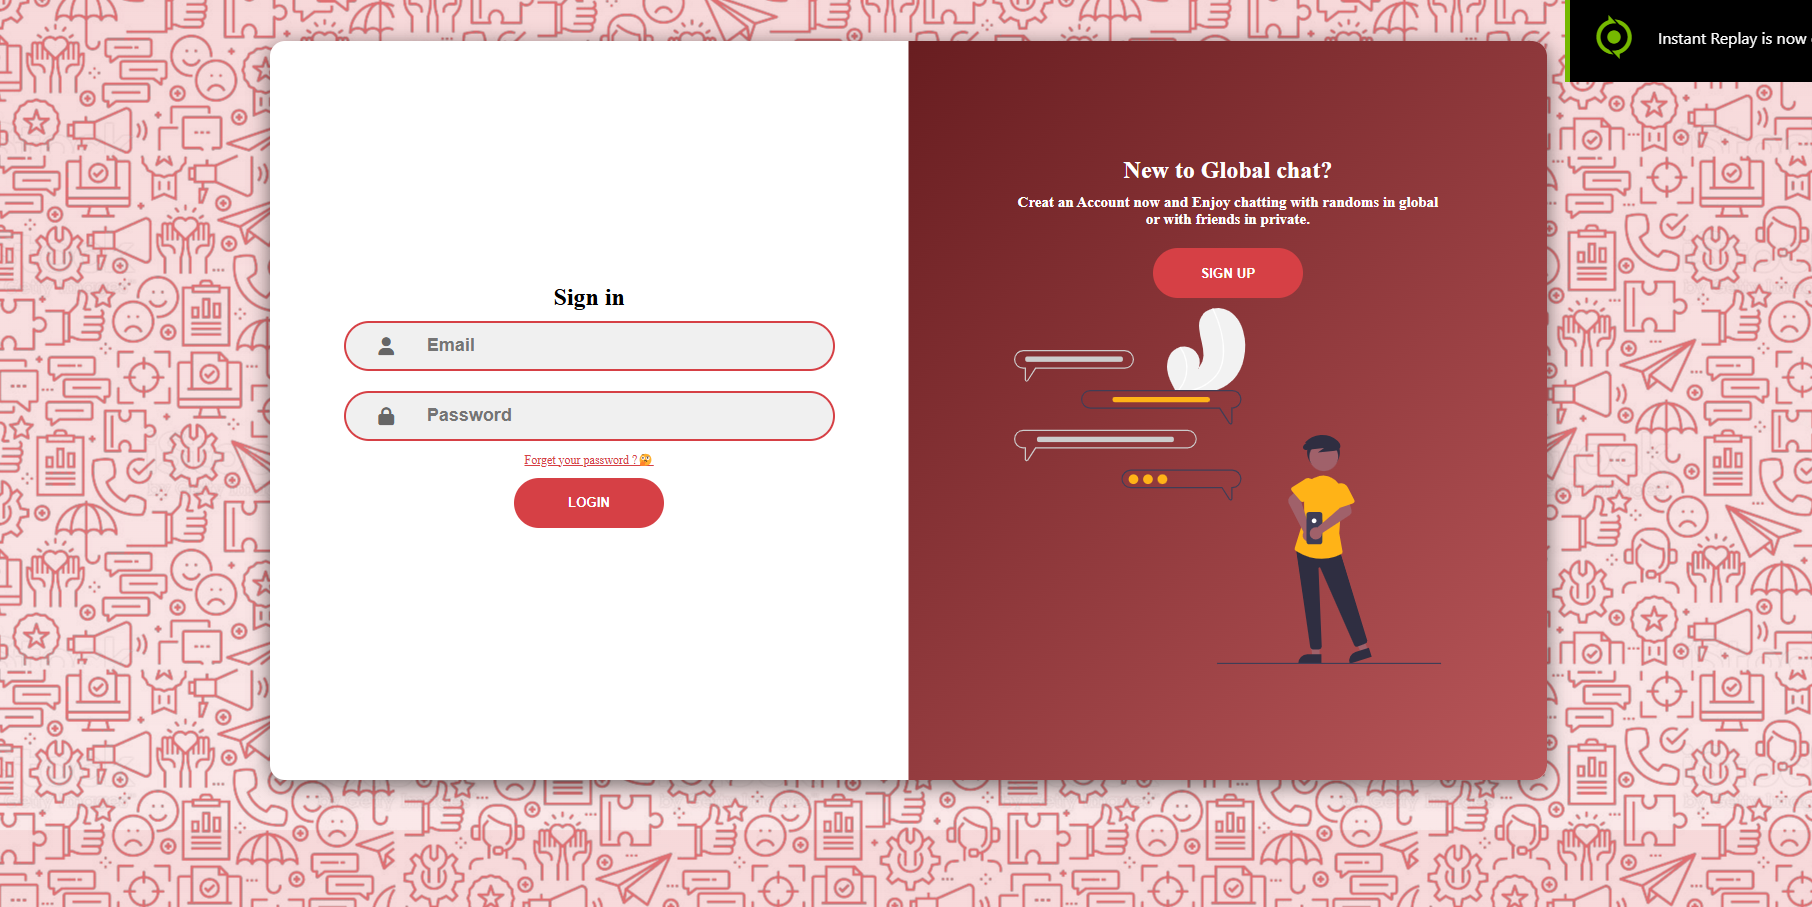 Instant Replay is now
New to Global chat?
Creat an Account now and Enjoy chatting with randoms in global
or with friends in private.
SIGN UP
Sign in
Email
Password
Forget your password ?🤔
LOGIN